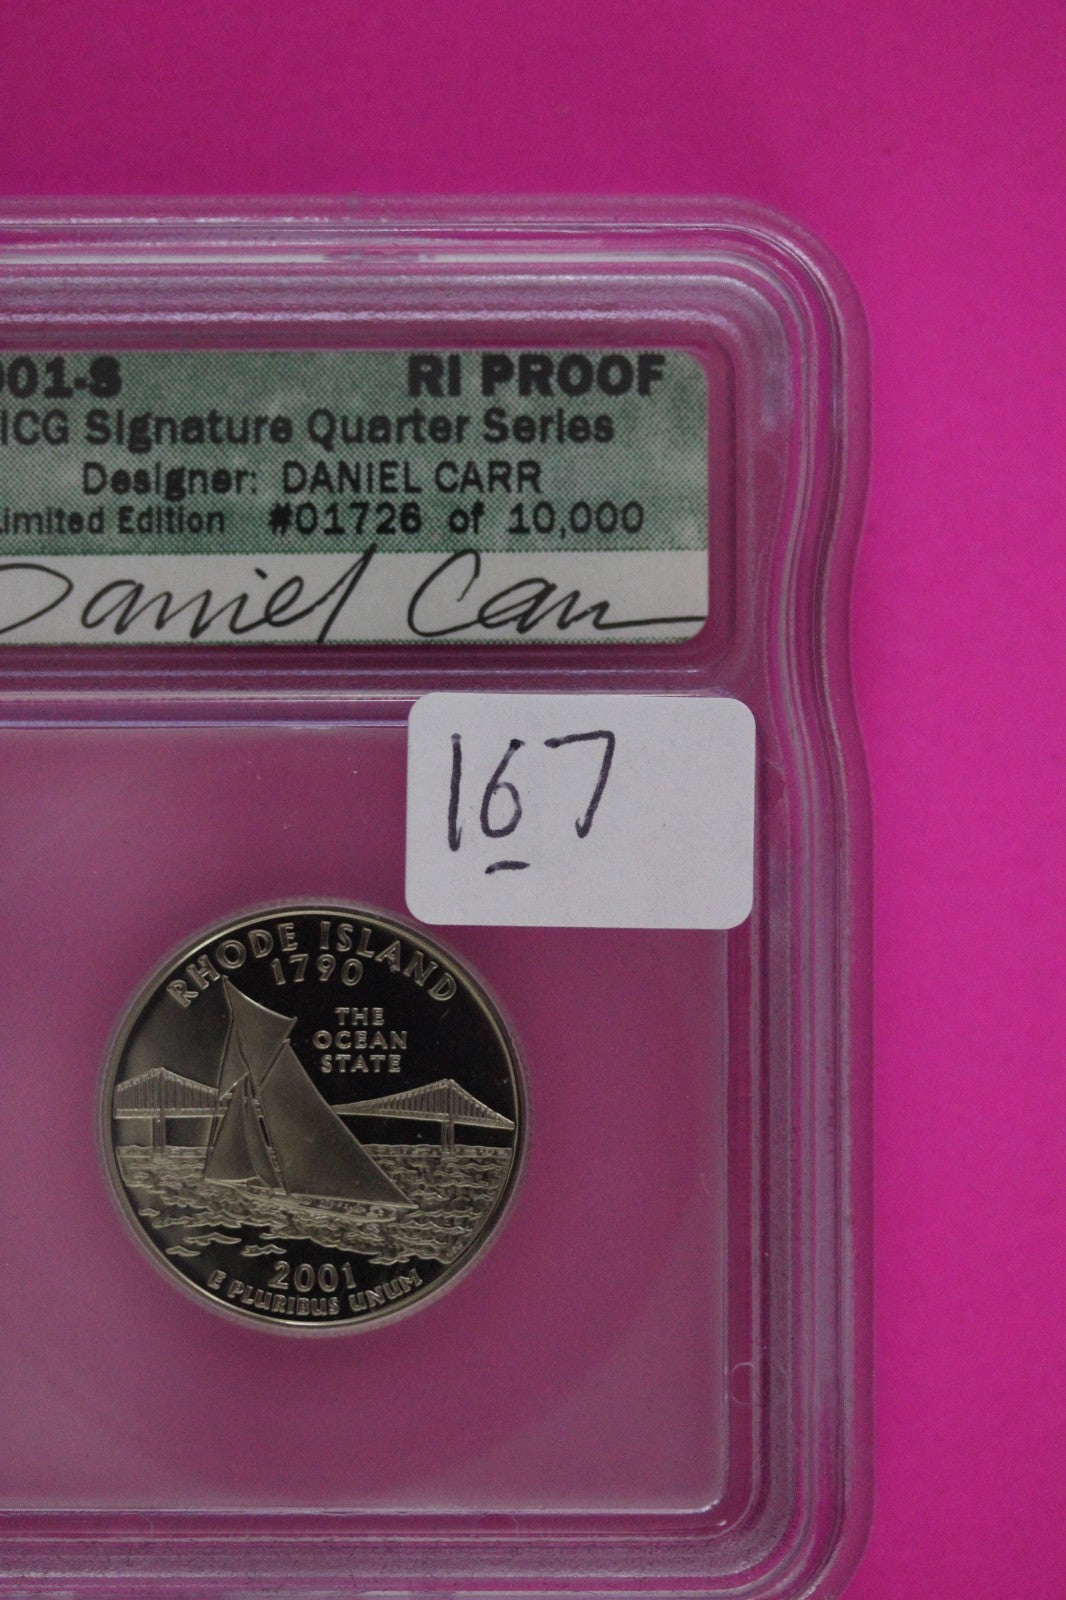 001-S RI PROOF
ICG Signature Quarter Series
Designer: DANIEL CARR
Limited Edition #01726 of 10,000
Daniel Carr
167
RHODE ISLAND
1790
THE
OCEAN
STATE
2001
E PLURIBUS UNUM